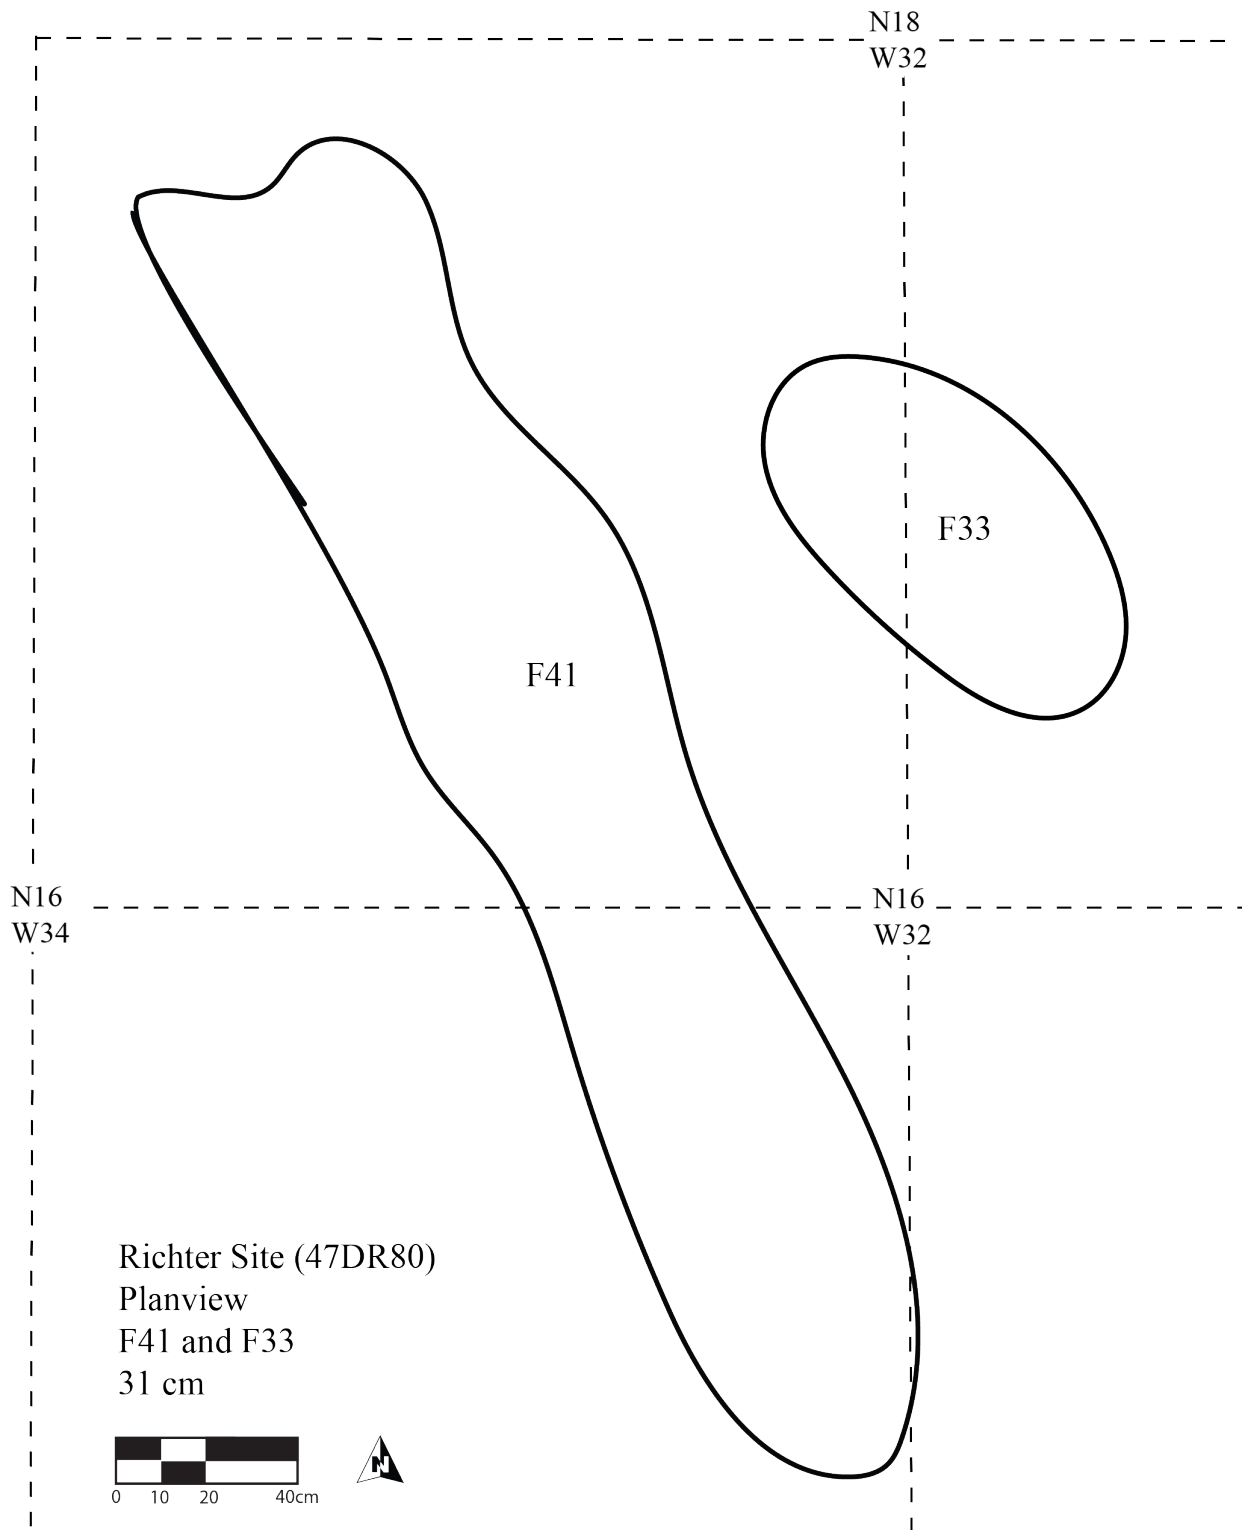 N18
W32
F33
F41
N16
W34
N16
W32
Richter Site (47DR80)
Planview
F41 and F33
31 cm
N
0 10 20 40cm